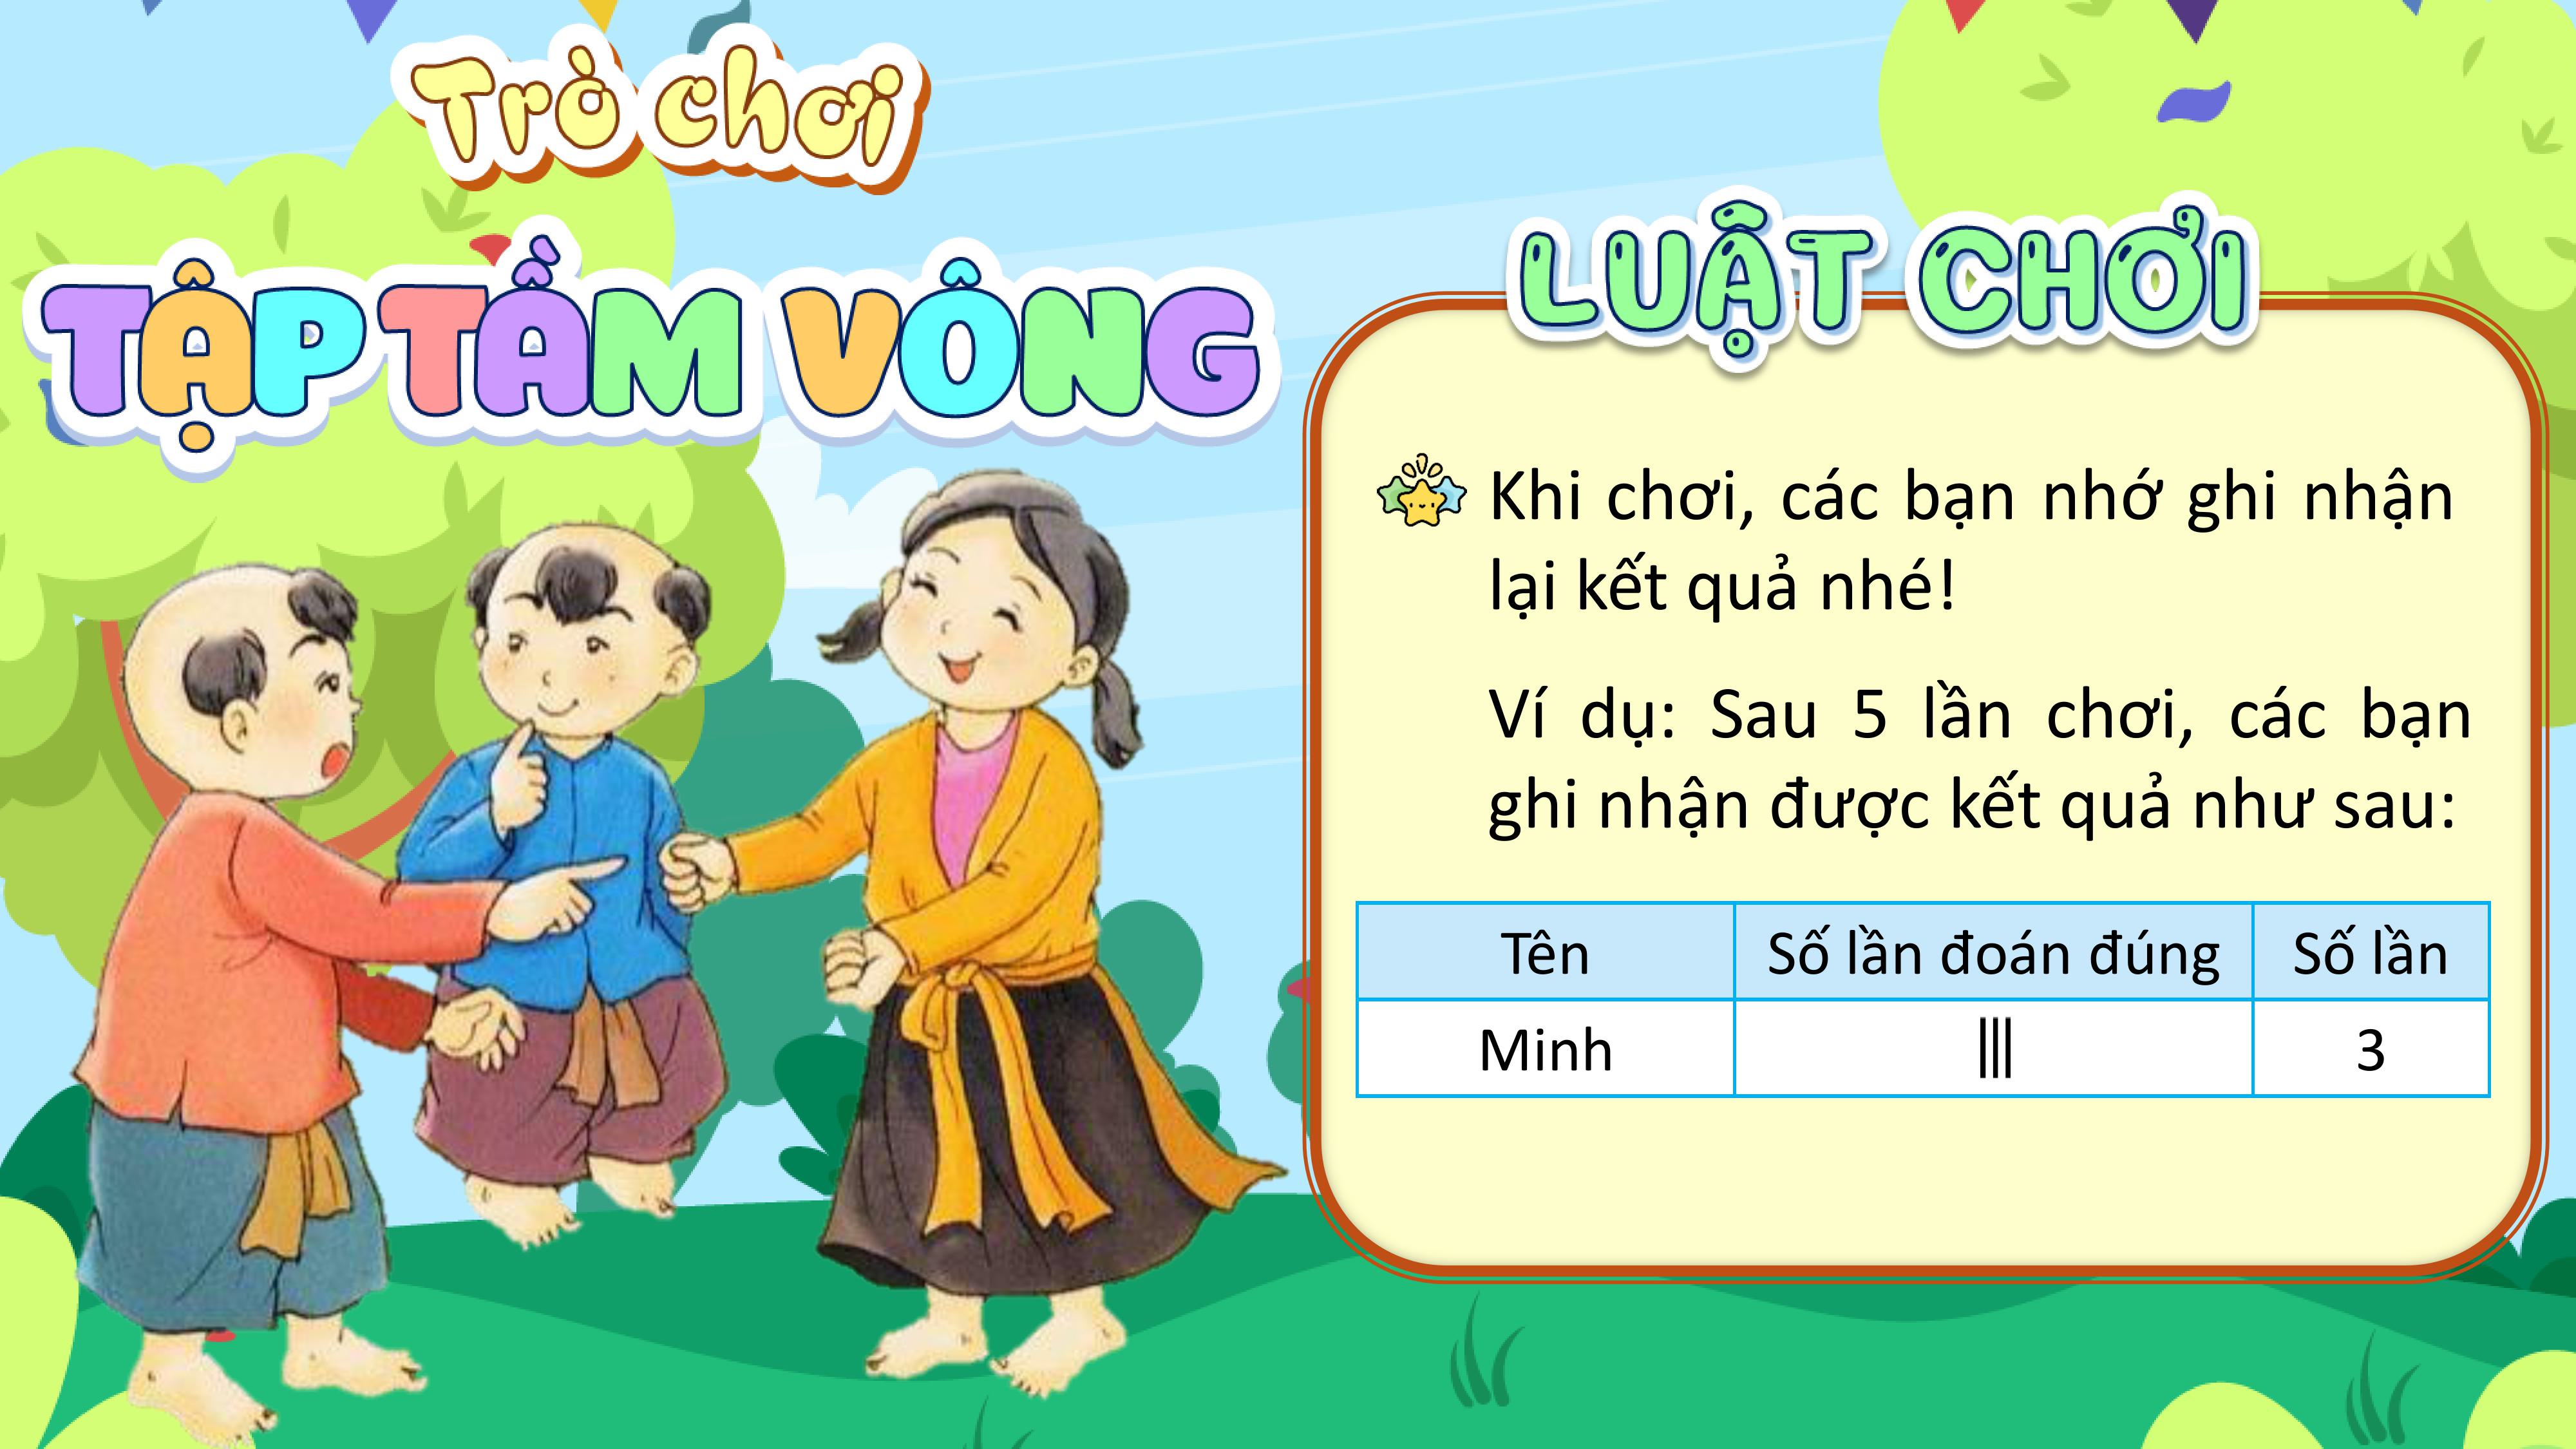 Trò chơi
TẬP TẦM VÔNG
LUẬT CHƠI
Khi chơi, các bạn nhớ ghi nhận
lại kết quả nhé!
Ví dụ: Sau 5 lần chơi, các bạn
ghi nhận được kết quả như sau:
Tên Số lần đoán đúng Số lần
Minh ||| 3